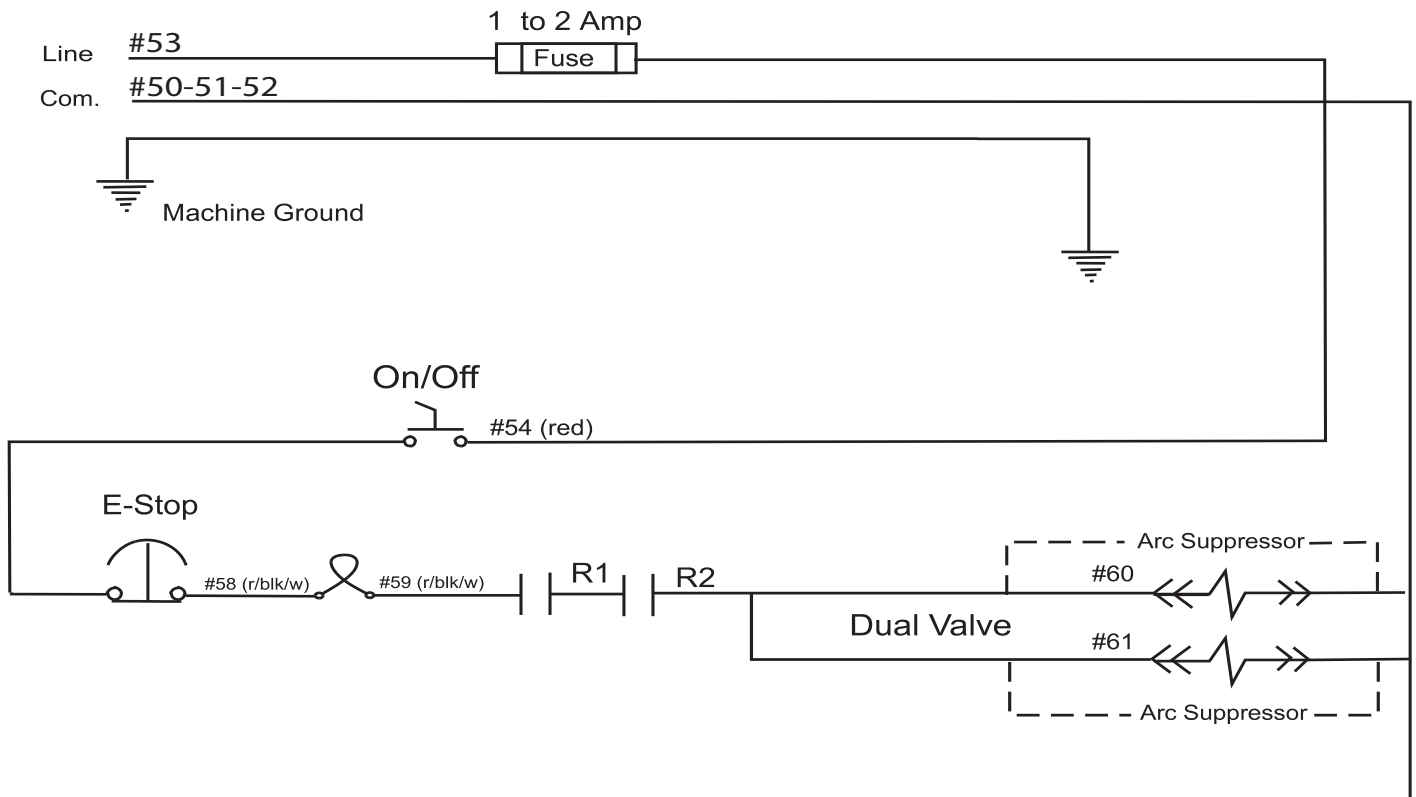 1 to 2 Amp
Line #53 Fuse
Com. #50-51-52
Machine Ground
On/Off
#54 (red)
E-Stop
Arc Suppressor
#58 (r/blk/w) #59 (r/blk/w) R1 R2 #60
Dual Valve
#61
Arc Suppressor